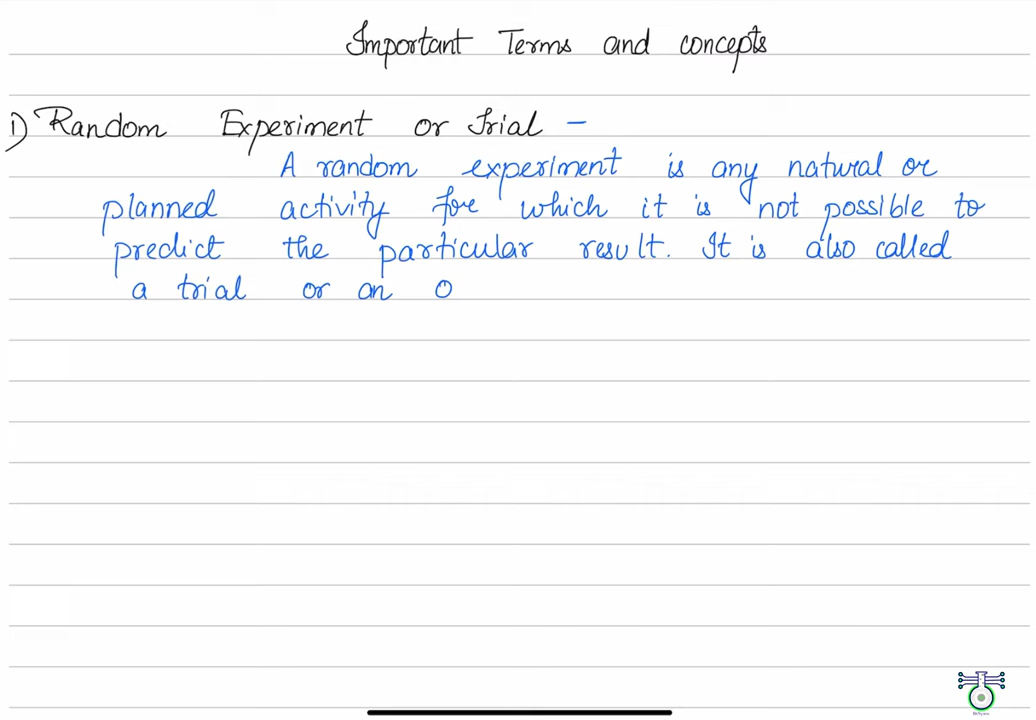 Important Terms and concepts
1) Random Experiment or Trial -
A random experiment is any natural or
planned activity for which it is not possible to
predict the particular result. It is also called
a trial or an O